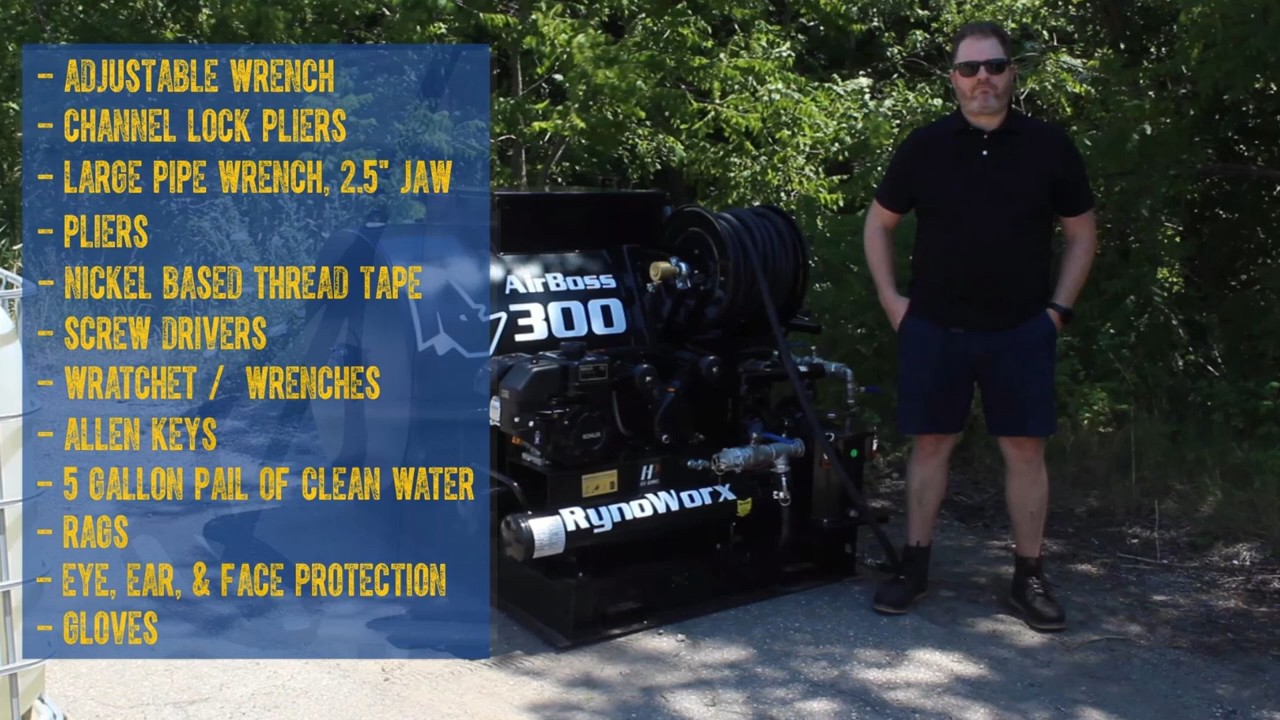 - ADJUSTABLE WRENCH
- CHANNEL LOCK PLIERS
- LARGE PIPE WRENCH, 2.5" JAW
- PLIERS
- NICKEL BASED THREAD TAPE
- SCREW DRIVERS
- WRATCHET / WRENCHES
- ALLEN KEYS
- 5 GALLON PAIL OF CLEAN WATER
- RAGS
- EYE, EAR, & FACE PROTECTION
- GLOVES
AirBoss
300
KOHLER
H
RynoWorx